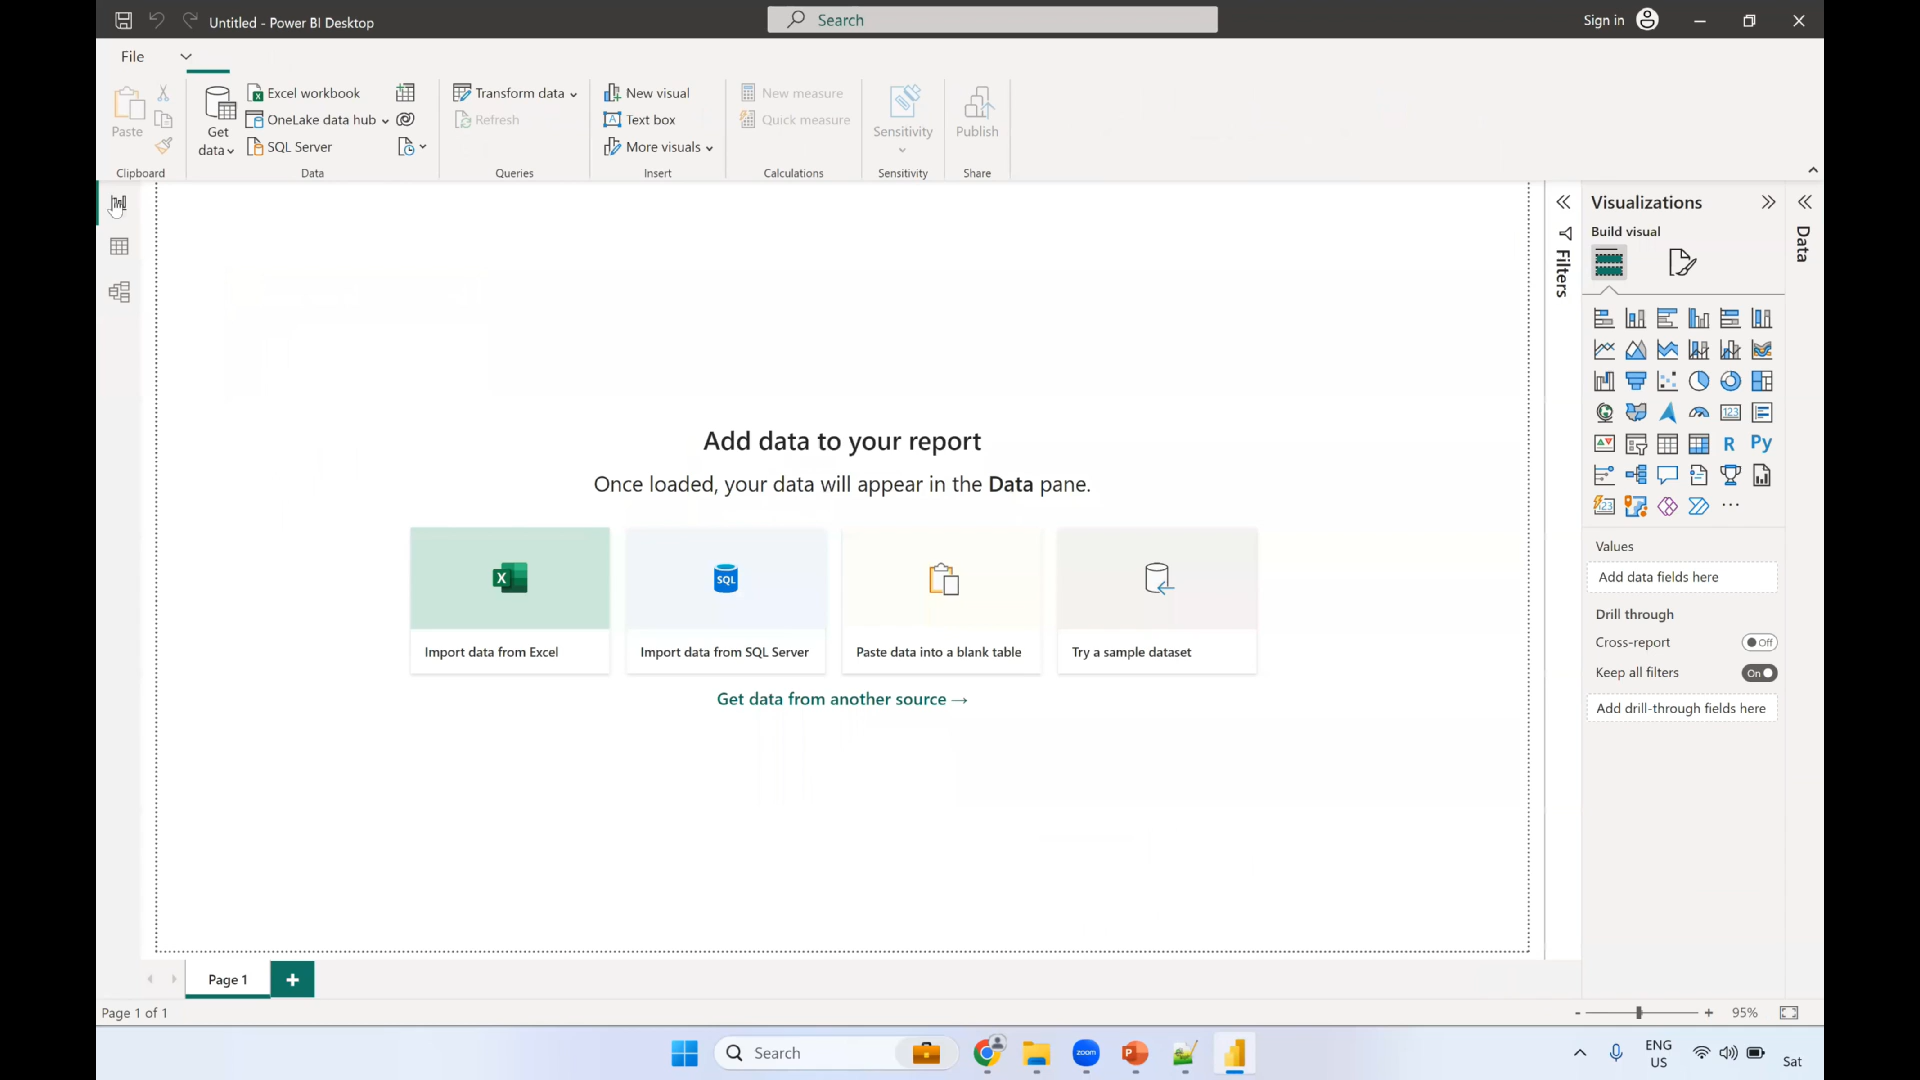 Untitled - Power BI Desktop
Search
Sign in
File
Paste
Get data
Excel workbook
OneLake data hub
SQL Server
Transform data
Refresh
New visual
Text box
More visuals
New measure
Quick measure
Sensitivity
Publish
Clipboard
Data
Queries
Insert
Calculations
Sensitivity
Share
Filters
Visualizations
Build visual
Data
123
R
Py
123
Add data to your report
Once loaded, your data will appear in the Data pane.
X
SQL
Import data from Excel
Import data from SQL Server
Paste data into a blank table
Try a sample dataset
Get data from another source →
Values
Add data fields here
Drill through
Cross-report
Off
Keep all filters
On
Add drill-through fields here
Page 1
+
Page 1 of 1
- + 95%
Search
zoom
P
ENG
US
Sat